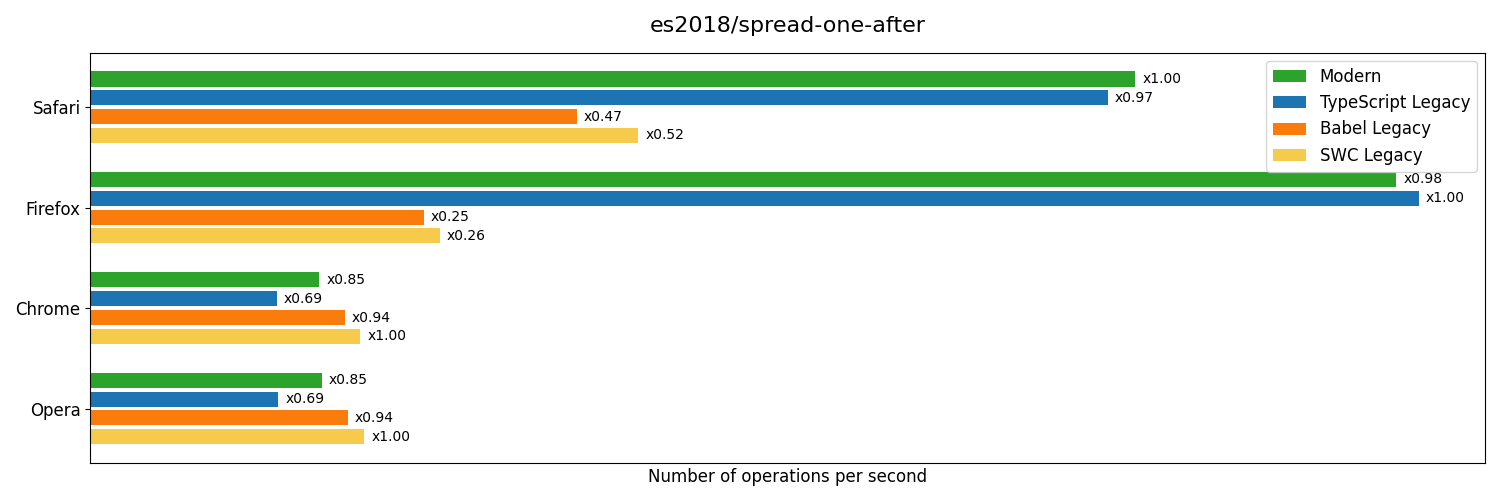 es2018/spread-one-after
Modern
TypeScript Legacy
Babel Legacy
SWC Legacy
Safari
x1.00
x0.97
x0.47
x0.52
Firefox
x0.98
x1.00
x0.25
x0.26
Chrome
x0.85
x0.69
x0.94
x1.00
Opera
x0.85
x0.69
x0.94
x1.00
Number of operations per second